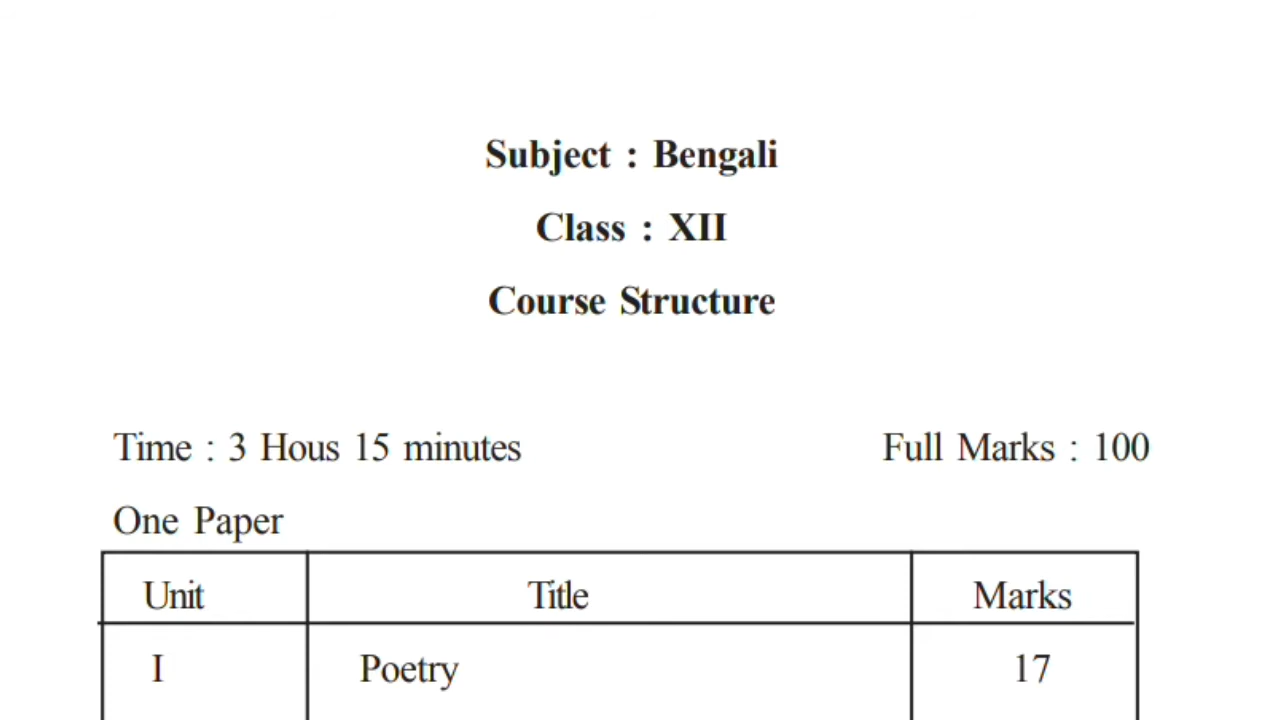 Subject : Bengali
Class : XII
Course Structure
Time : 3 Hous 15 minutes Full Marks : 100
One Paper
Unit Title Marks
I Poetry 17